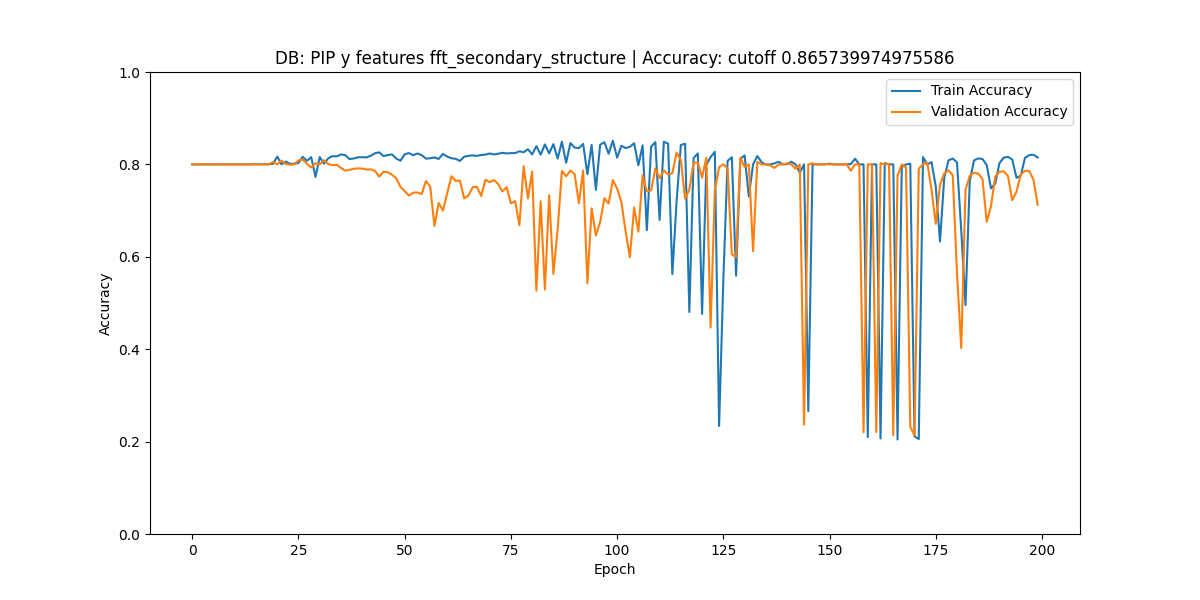 DB: PIP y features fft_secondary_structure | Accuracy: cutoff 0.865739974975586
Train Accuracy
Validation Accuracy
1.0
0.8
0.6
0.4
0.2
0.0
Accuracy
0 25 50 75 100 125 150 175 200
Epoch